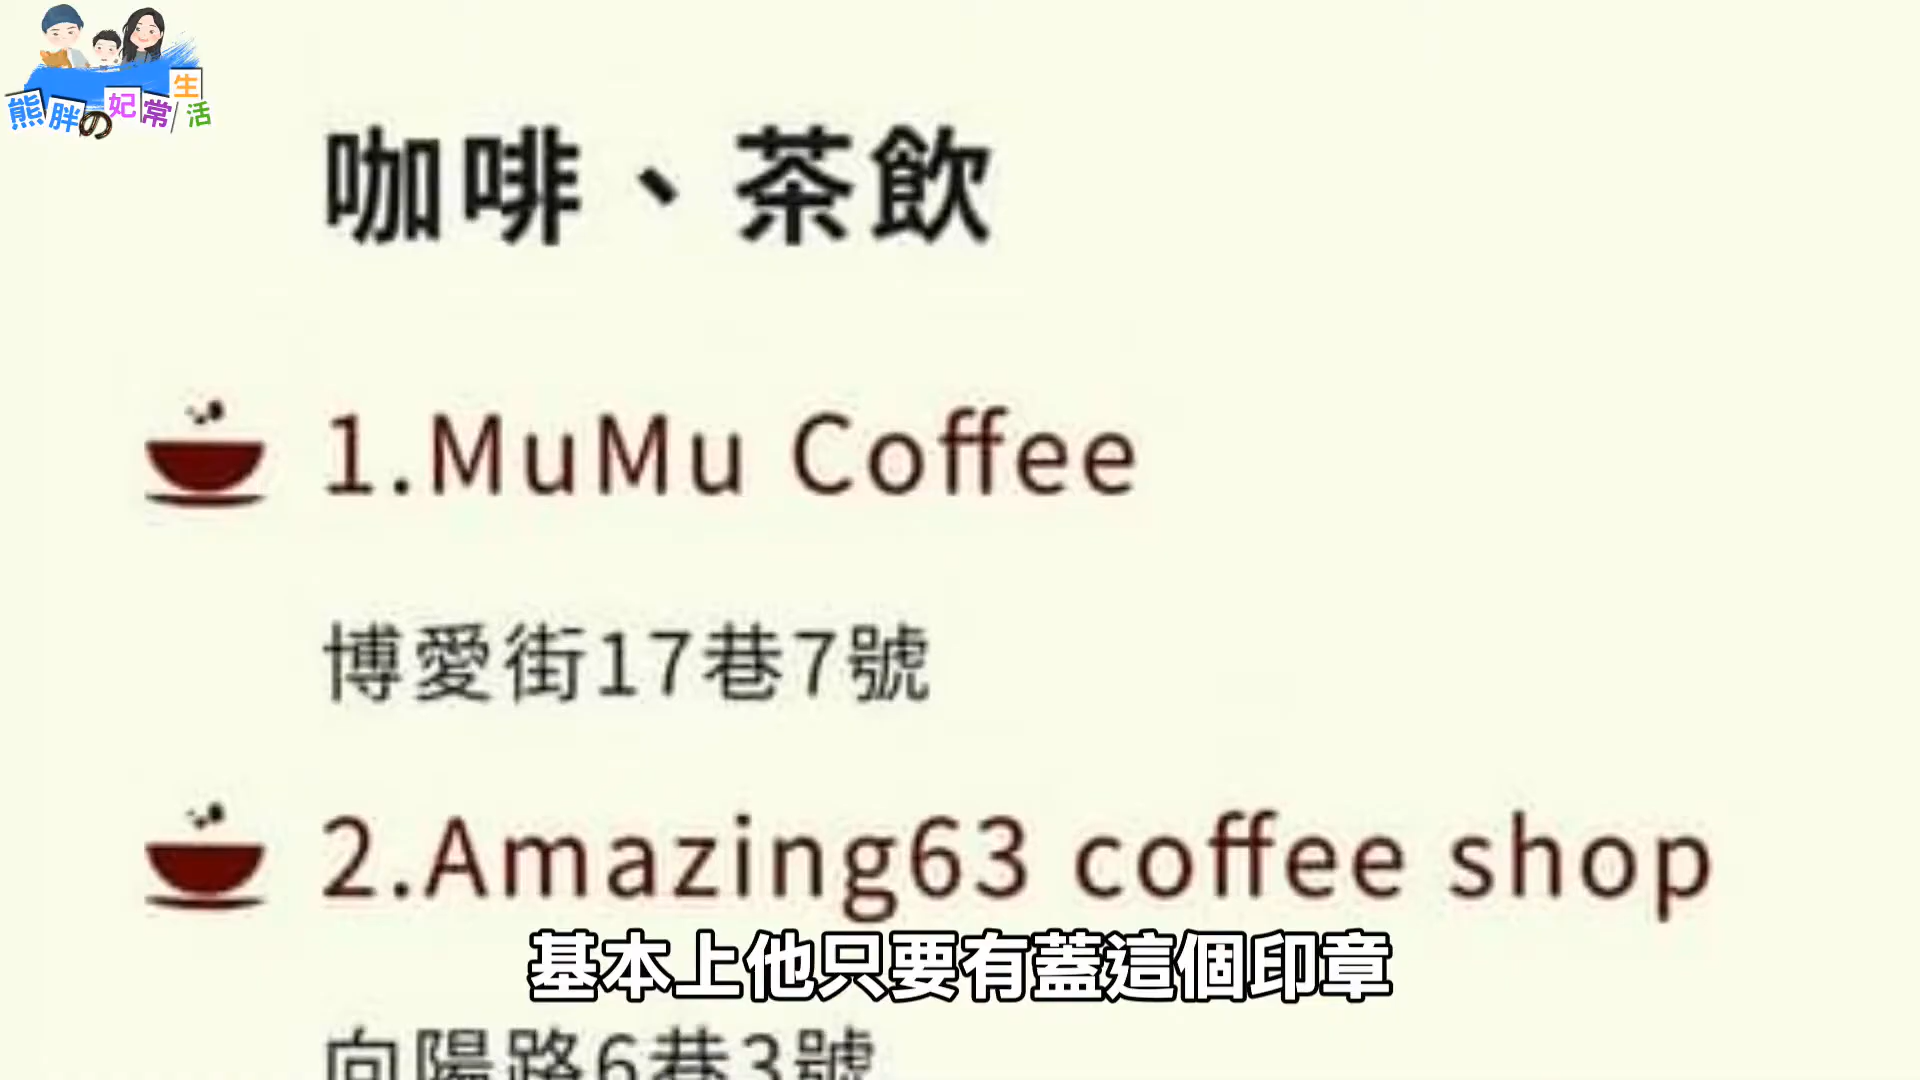 熊胖の妃常生活
咖啡、茶飲
1.MuMu Coffee
博愛街17巷7號
2.Amazing63 coffee shop
基本上他只要有蓋這個印章
向陽路6巷3號